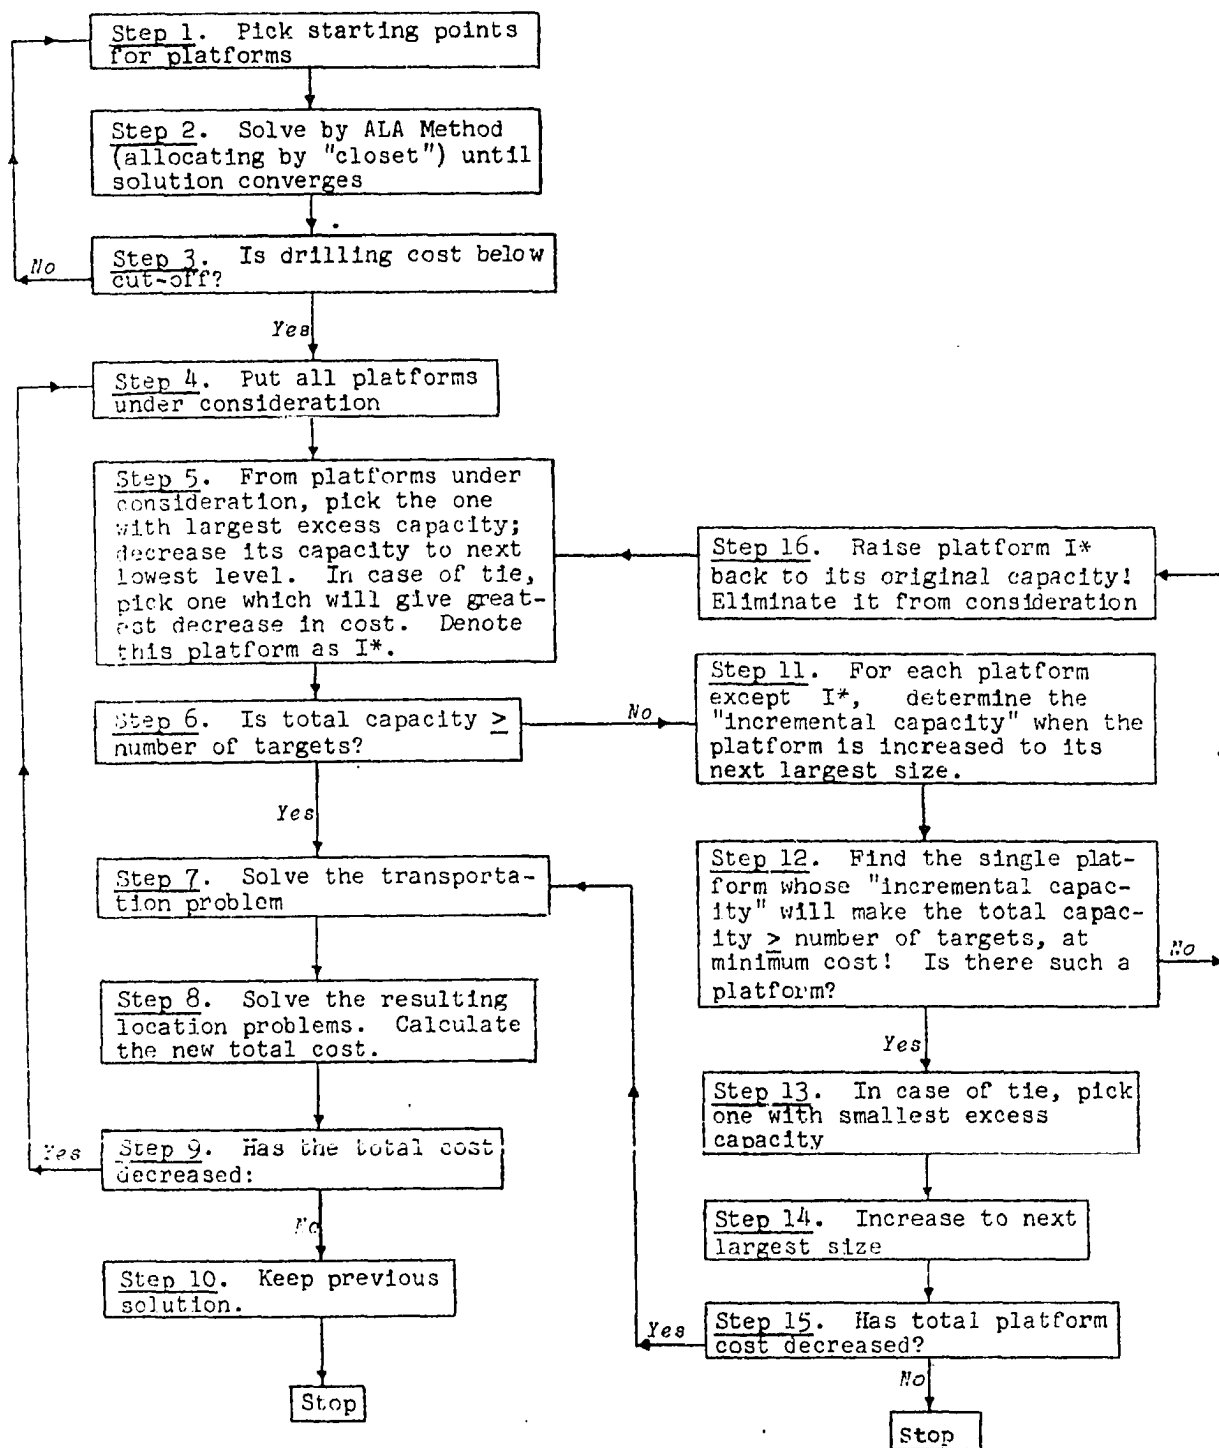 Step 1. Pick starting points
for platforms
Step 2. Solve by ALA Method
(allocating by "closet") until
solution converges
No
Step 3. Is drilling cost below
cut-off?
Yes
Step 4. Put all platforms
under consideration
Step 5. From platforms under
consideration, pick the one
with largest excess capacity;
decrease its capacity to next
lowest level. In case of tie,
pick one which will give great-
est decrease in cost. Denote
this platform as I*.
Step 6. Is total capacity ≥
number of targets?
No
Yes
Step 7. Solve the transporta-
tion problem
Step 8. Solve the resulting
location problems. Calculate
the new total cost.
Yes
Step 9. Has the total cost
decreased:
No
Step 10. Keep previous
solution.
Stop
Step 16. Raise platform I*
back to its original capacity!
Eliminate it from consideration
Step 11. For each platform
except I*, determine the
"incremental capacity" when the
platform is increased to its
next largest size.
Step 12. Find the single plat-
form whose "incremental capac-
ity" will make the total capac-
ity ≥ number of targets, at
minimum cost! Is there such a
platform?
No
Yes
Step 13. In case of tie, pick
one with smallest excess
capacity
Step 14. Increase to next
largest size
Yes
Step 15. Has total platform
cost decreased?
No
Stop